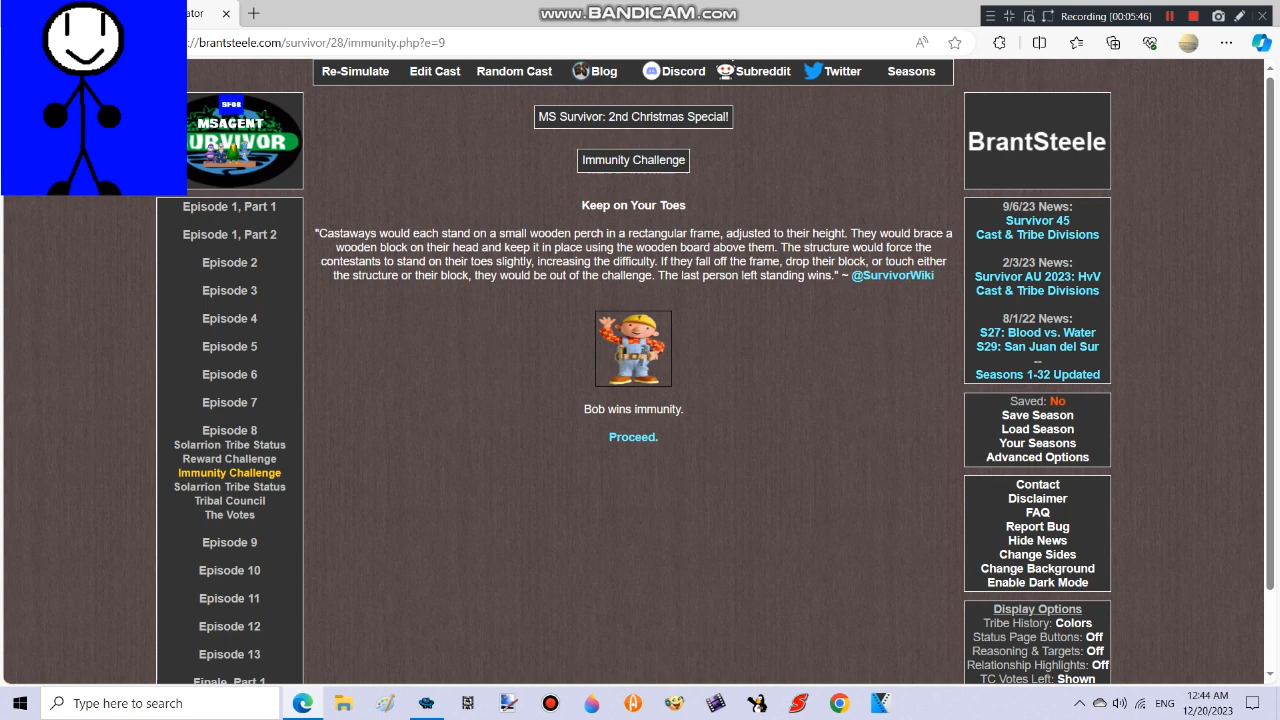 www.BANDICAM.com
Recording [00:05:46]
ator
://brantsteele.com/survivor/28/immunity.php?e=9
Re-Simulate Edit Cast Random Cast Blog Discord Subreddit Twitter Seasons
SFOR
MSAGENT
SURVIVOR
Episode 1, Part 1
Episode 1, Part 2
Episode 2
Episode 3
Episode 4
Episode 5
Episode 6
Episode 7
Episode 8
Solarrion Tribe Status
Reward Challenge
Immunity Challenge
Solarrion Tribe Status
Tribal Council
The Votes
Episode 9
Episode 10
Episode 11
Episode 12
Episode 13
Finale, Part 1
MS Survivor: 2nd Christmas Special!
Immunity Challenge
Keep on Your Toes
"Castaways would each stand on a small wooden perch in a rectangular frame, adjusted to their height. They would brace a
wooden block on their head and keep it in place using the wooden board above them. The structure would force the
contestants to stand on their toes slightly, increasing the difficulty. If they fall off the frame, drop their block, or touch either
the structure or their block, they would be out of the challenge. The last person left standing wins." ~ @SurvivorWiki
Bob wins immunity.
Proceed.
BrantSteele
9/6/23 News:
Survivor 45
Cast & Tribe Divisions
2/3/23 News:
Survivor AU 2023: HvV
Cast & Tribe Divisions
8/1/22 News:
S27: Blood vs. Water
S29: San Juan del Sur
--
Seasons 1-32 Updated
Saved: No
Save Season
Load Season
Your Seasons
Advanced Options
Contact
Disclaimer
FAQ
Report Bug
Hide News
Change Sides
Change Background
Enable Dark Mode
Display Options
Tribe History: Colors
Status Page Buttons: Off
Reasoning & Targets: Off
Relationship Highlights: Off
TC Votes Left: Shown
Type here to search
ENG
12:44 AM
12/20/2023